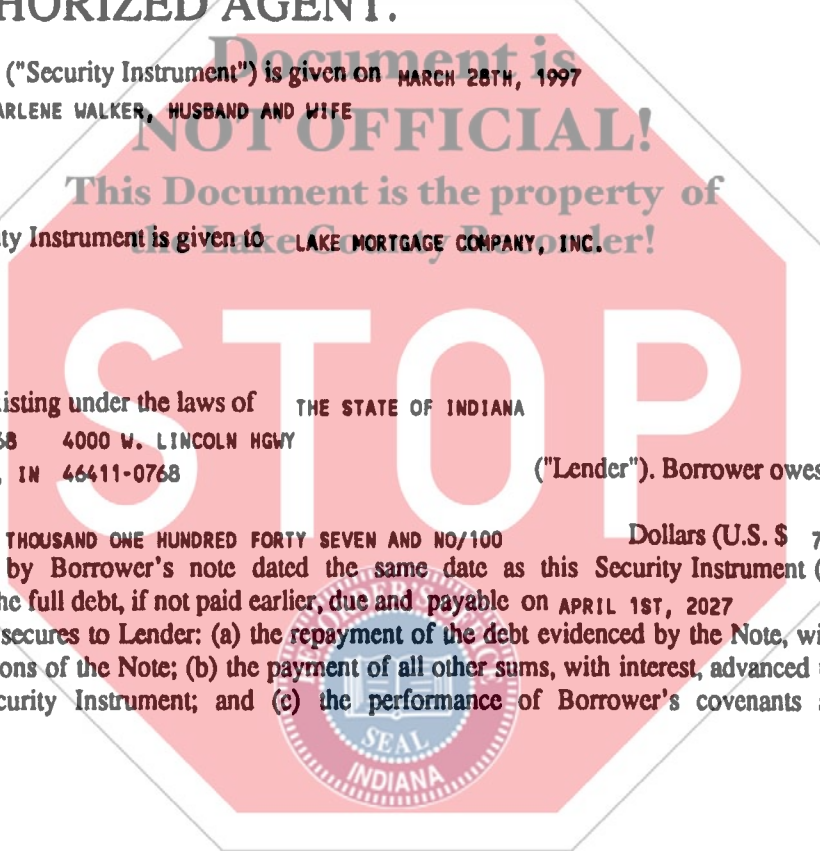 HORIZED AGENT.
Document is
("Security Instrument") is given on MARCH 28TH, 1997
ARLENE WALKER, HUSBAND AND WIFE
NOT OFFICIAL!
This Document is the property of
ty Instrument is given to LAKE MORTGAGE COMPANY, INC.
the Lake County Recorder!
STOP
isting under the laws of THE STATE OF INDIANA
68 4000 W. LINCOLN HGWY
, IN 46411-0768 ("Lender"). Borrower owes
THOUSAND ONE HUNDRED FORTY SEVEN AND NO/100 Dollars (U.S. $ 7
by Borrower's note dated the same date as this Security Instrument (
he full debt, if not paid earlier, due and payable on APRIL 1ST, 2027
secures to Lender: (a) the repayment of the debt evidenced by the Note, wi
ons of the Note; (b) the payment of all other sums, with interest, advanced
curity Instrument; and (c) the performance of Borrower's covenants
SEAL
INDIANA